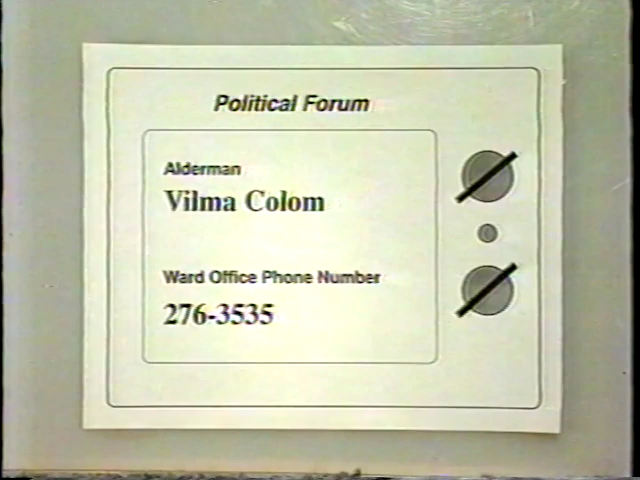 Political Forum
Alderman
Vilma Colom
Ward Office Phone Number
276-3535